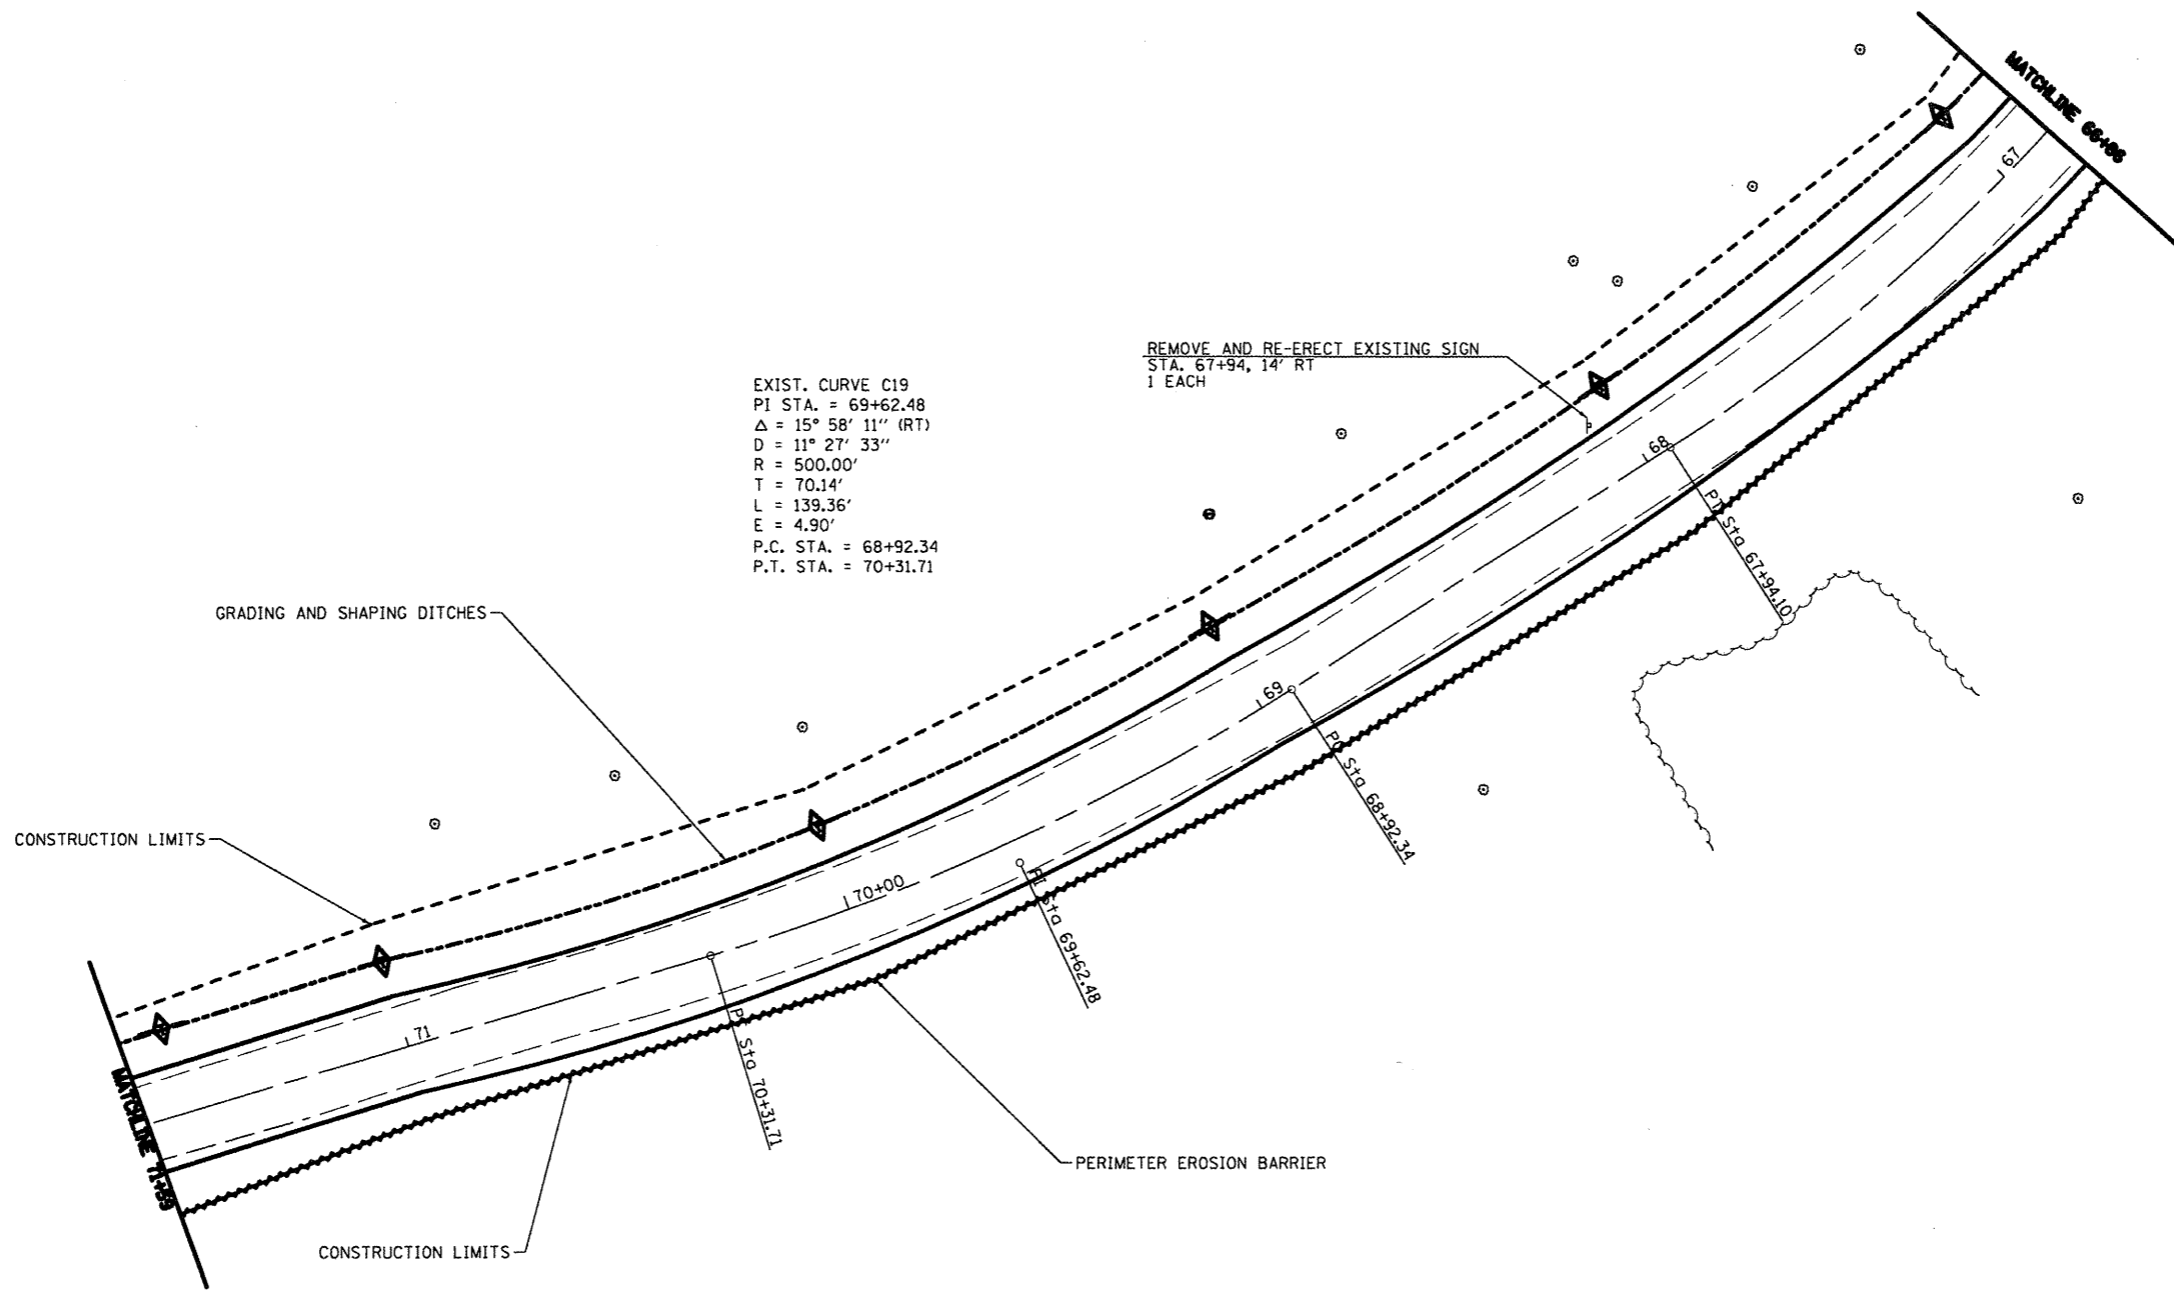 MATCHLINE 66+86
67
REMOVE AND RE-ERECT EXISTING SIGN
STA. 67+94, 14' RT
1 EACH
EXIST. CURVE C19
PI STA. = 69+62.48
Δ = 15° 58' 11'' (RT)
D = 11° 27' 33''
R = 500.00'
T = 70.14'
L = 139.36'
E = 4.90'
P.C. STA. = 68+92.34
P.T. STA. = 70+31.71
68
PT Sta 67+94.10
GRADING AND SHAPING DITCHES
69
PC Sta 68+92.34
CONSTRUCTION LIMITS
70+00
PI Sta 69+62.48
71
PT Sta 70+31.71
MATCHLINE 71+59
PERIMETER EROSION BARRIER
CONSTRUCTION LIMITS